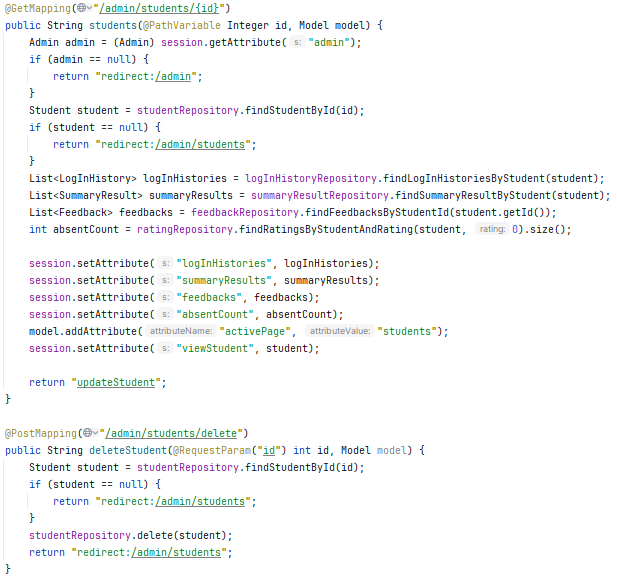 @GetMapping("/admin/students/{id}")
public String students(@PathVariable Integer id, Model model) {
Admin admin = (Admin) session.getAttribute( s: "admin");
if (admin == null) {
return "redirect:/admin";
}
Student student = studentRepository.findStudentById(id);
if (student == null) {
return "redirect:/admin/students";
}
List<LogInHistory> logInHistories = logInHistoryRepository.findLogInHistoriesByStudent(student);
List<SummaryResult> summaryResults = summaryResultRepository.findSummaryResultByStudent(student);
List<Feedback> feedbacks = feedbackRepository.findFeedbacksByStudentId(student.getId());
int absentCount = ratingRepository.findRatingsByStudentAndRating(student, rating: 0).size();
session.setAttribute( s: "logInHistories", logInHistories);
session.setAttribute( s: "summaryResults", summaryResults);
session.setAttribute( s: "feedbacks", feedbacks);
session.setAttribute( s: "absentCount", absentCount);
model.addAttribute( attributeName: "activePage", attributeValue: "students");
session.setAttribute( s: "viewStudent", student);
return "updateStudent";
}
@PostMapping("/admin/students/delete")
public String deleteStudent(@RequestParam("id") int id, Model model) {
Student student = studentRepository.findStudentById(id);
if (student == null) {
return "redirect:/admin/students";
}
studentRepository.delete(student);
return "redirect:/admin/students";
}